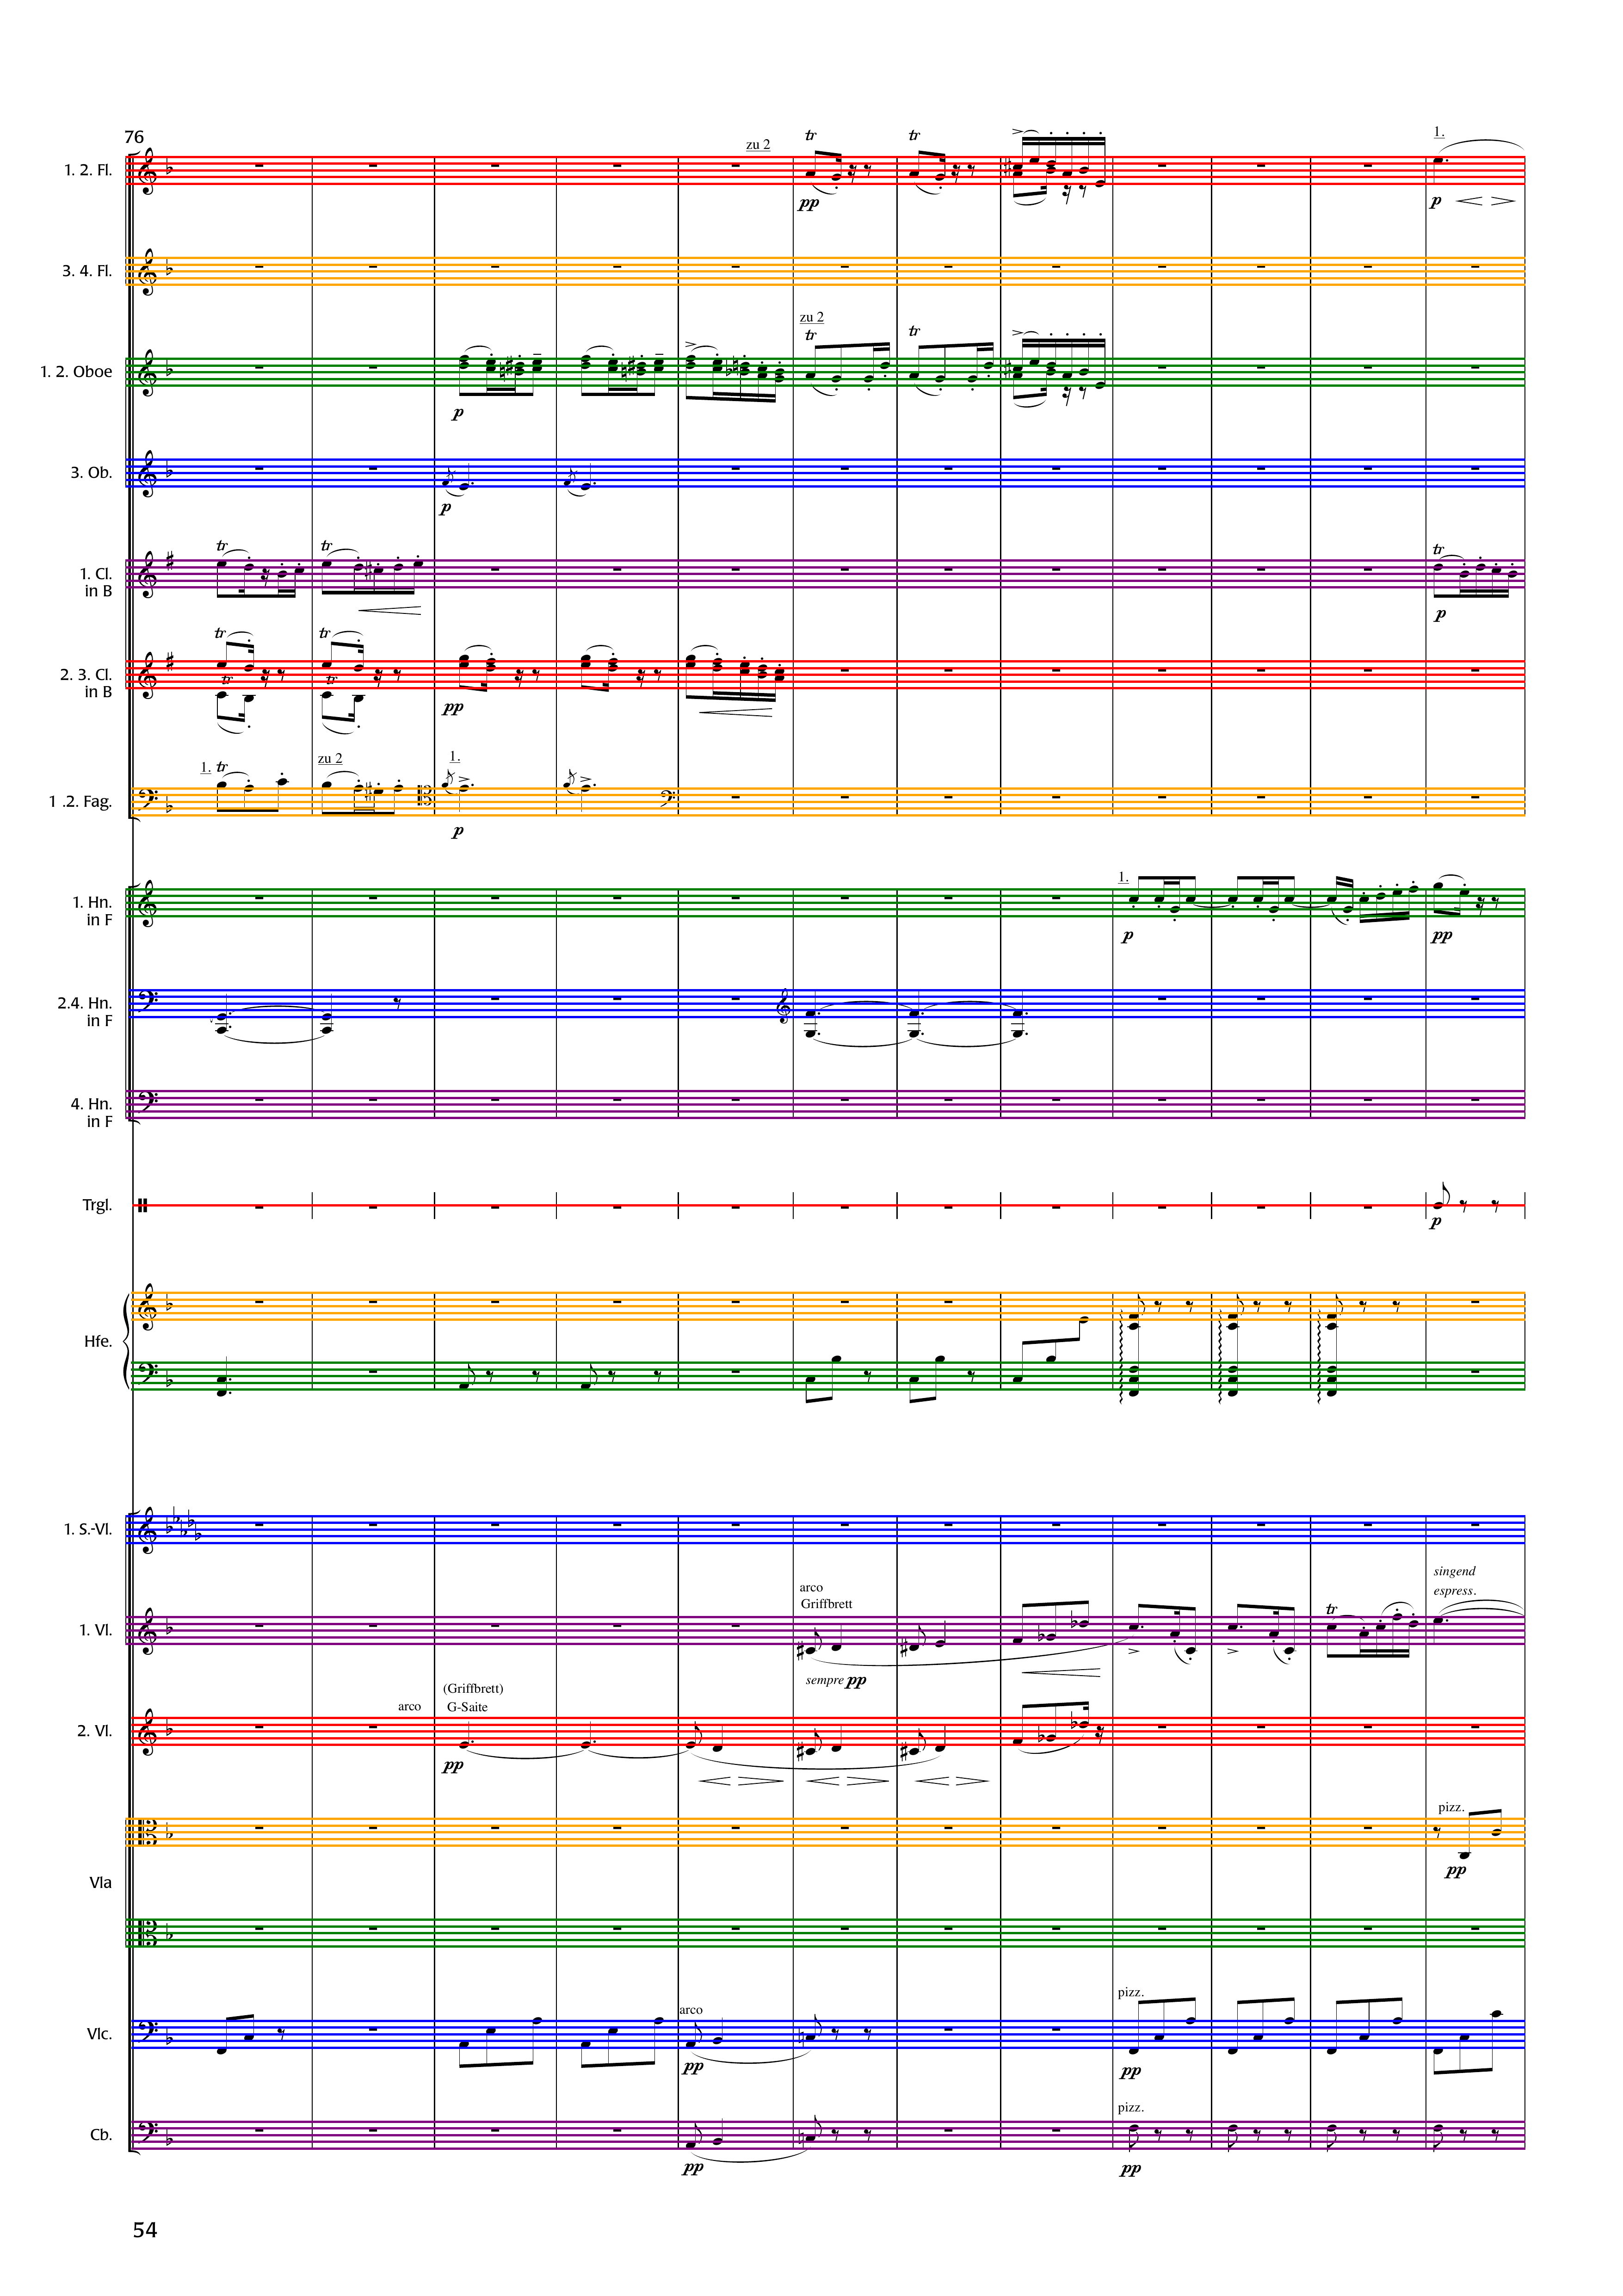 76
zu 2
1.
1. 2. Fl.
tr
tr
pp
p
3. 4. Fl.
zu 2
tr
tr
1. 2. Oboe
p
3. Ob.
p
tr
tr
tr
1. Cl.
in B
p
tr
tr
2. 3. Cl.
in B
tr
tr
pp
1. tr
zu 2
1.
1 .2. Fag.
p
1.
1. Hn.
in F
p
pp
2.4. Hn.
in F
4. Hn.
in F
Trgl.
p
Hfe.
1. S.-Vl.
singend
espress.
arco
Griffbrett
tr
1. Vl.
sempre pp
(Griffbrett)
arco
G-Saite
2. Vl.
pp
pizz.
pp
Vla
pizz.
arco
Vlc.
pp
pp
pizz.
Cb.
pp
pp
54